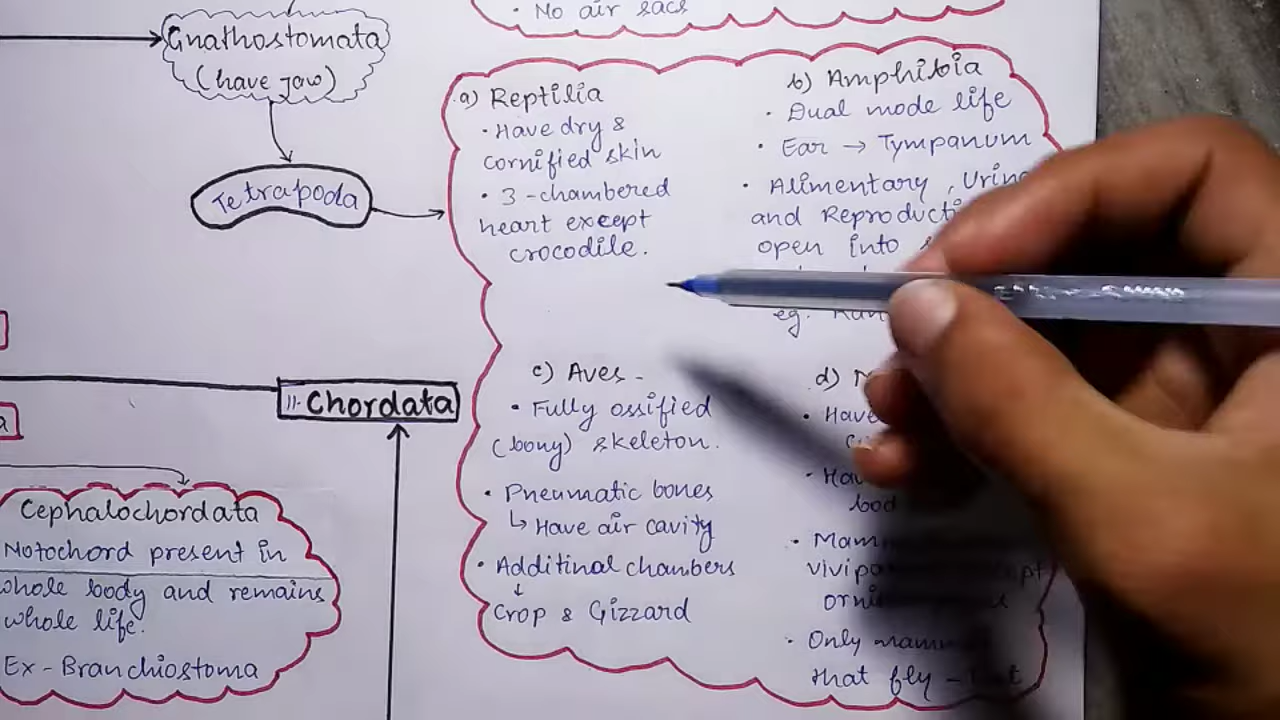 • No air sacs
Gnathostomata
(have jaw)
Tetrapoda
a) Reptilia
• Have dry &
cornified skin
• 3-chambered
heart except
crocodile.
b) Amphibia
• Dual mode life
• Ear → Tympanum
• Alimentary, Urin
and Reproducti
open into
eg.
c) Aves -
• Fully ossified
(bony) skeleton.
• Pneumatic bones
↳ Have air cavity
• Additinal chambers
↓
Crop & Gizzard
d)
• Have
• Hav
bod
• Mam
vivipa
orni
• Only mamm
that fly -
11- Chordata
a
Cephalochordata
Notochord present in
whole body and remains
whole life.
Ex - Branchiostoma